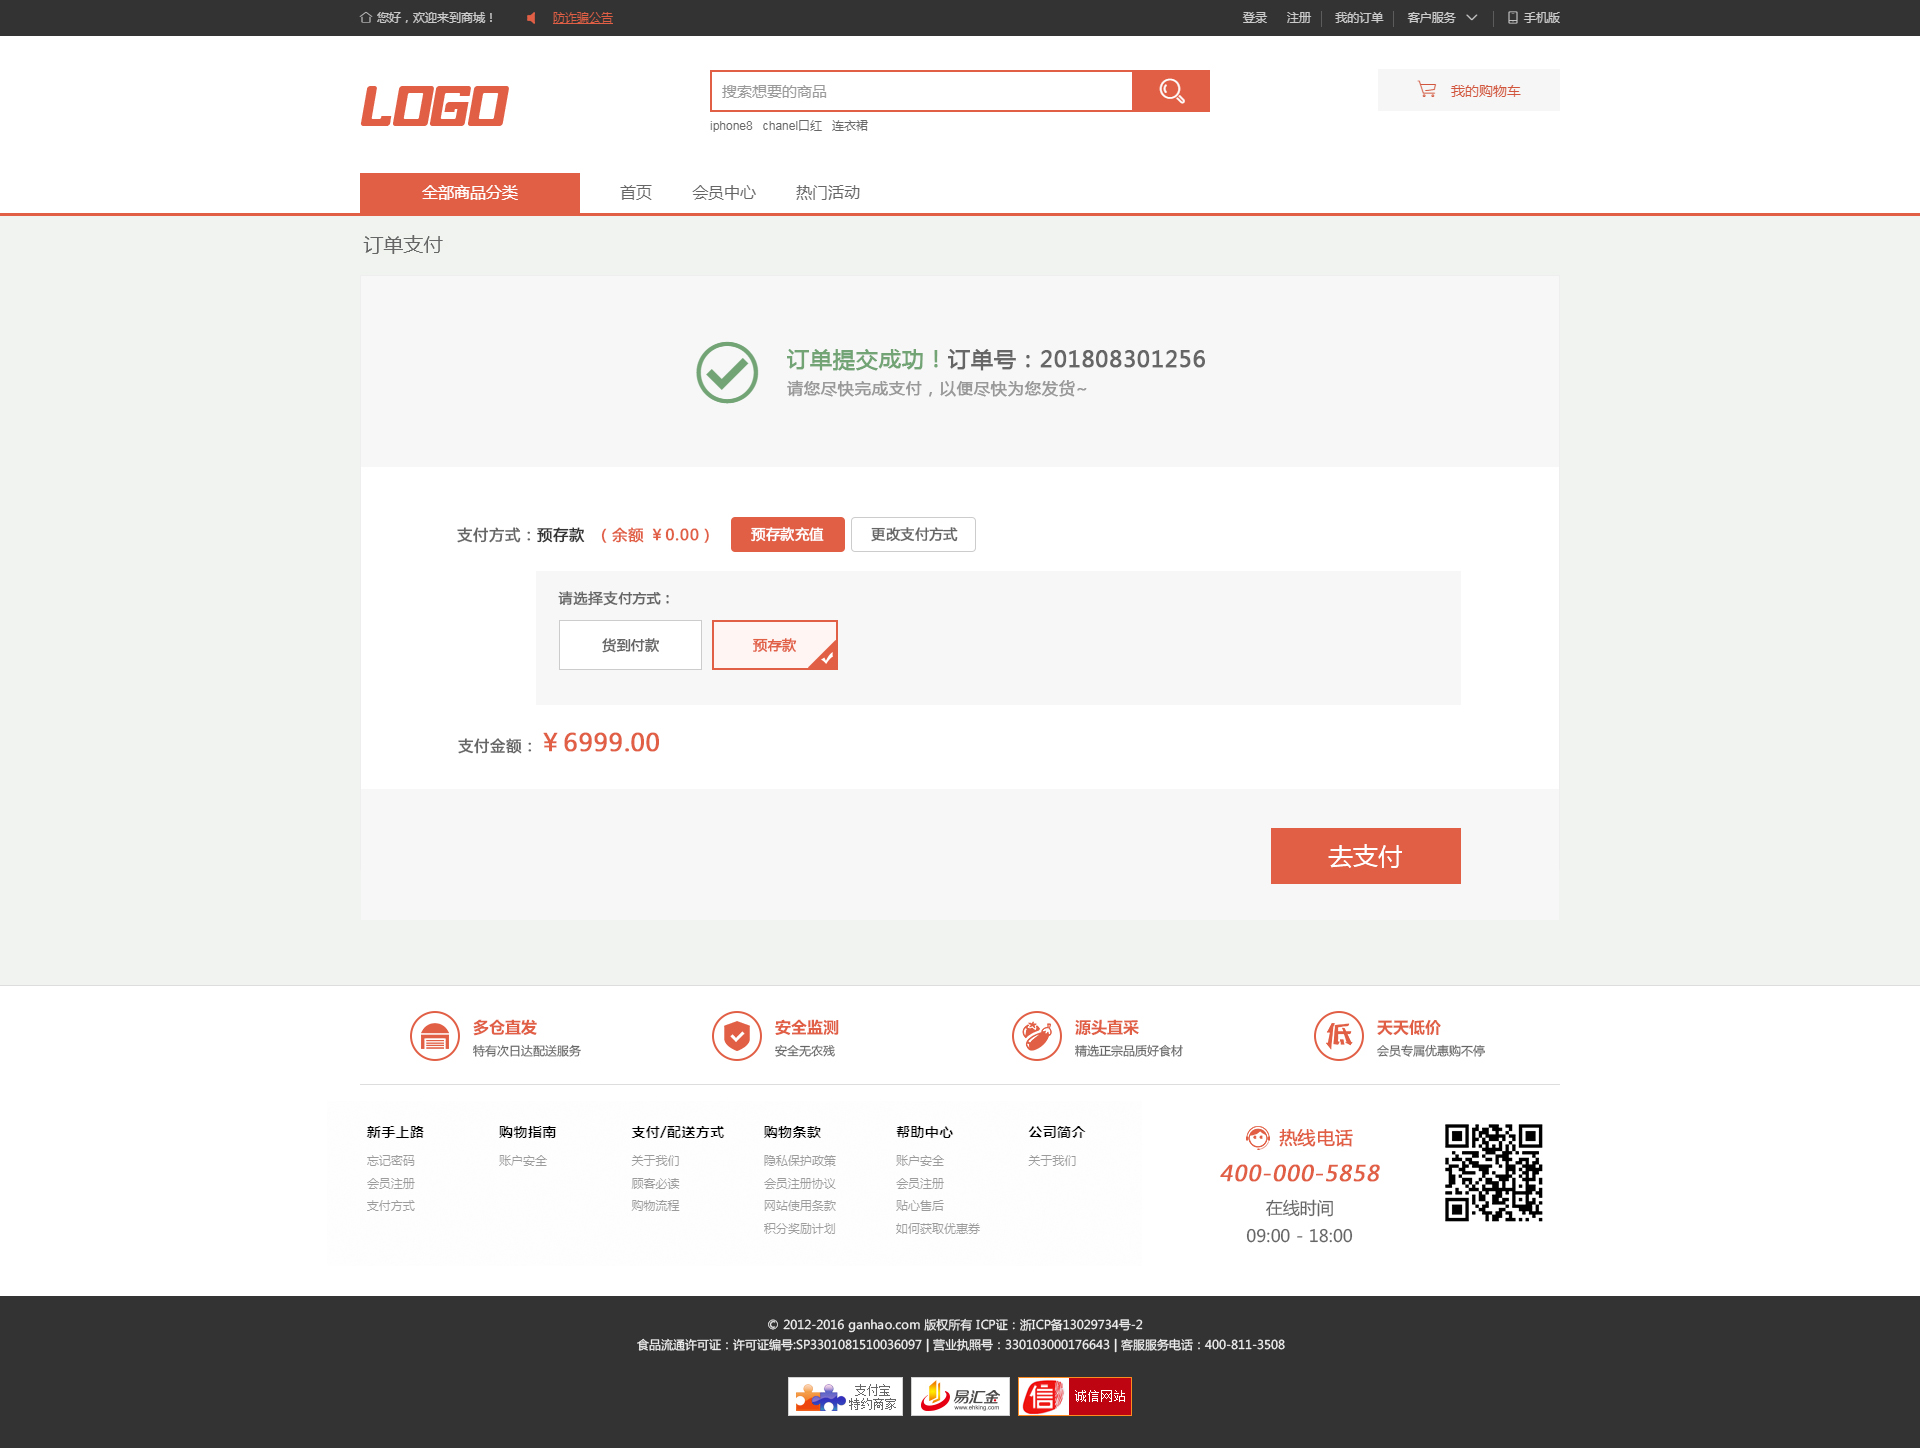 您好，欢迎来到商城！ 防诈骗公告 登录 注册 我的订单 客户服务 手机版
LOGO
搜索想要的商品
我的购物车
iphone8 chanel口红 连衣裙
全部商品分类 首页 会员中心 热门活动
订单支付
订单提交成功！订单号：201808301256
请您尽快完成支付，以便尽快为您发货~
支付方式：预存款 （余额 ¥0.00） 预存款充值 更改支付方式
请选择支付方式：
货到付款 预存款
支付金额： ¥6999.00
去支付
多仓直发
特有次日达配送服务
安全监测
安全无农残
源头直采
精选正宗品质好食材
低
天天低价
会员专属优惠购不停
新手上路
忘记密码
会员注册
支付方式
购物指南
账户安全
支付/配送方式
关于我们
顾客必读
购物流程
购物条款
隐私保护政策
会员注册协议
网站使用条款
积分奖励计划
帮助中心
账户安全
会员注册
贴心售后
如何获取优惠券
公司简介
关于我们
热线电话
400-000-5858
在线时间
09:00 - 18:00
© 2012-2016 ganhao.com 版权所有 ICP证：浙ICP备13029734号-2
食品流通许可证：许可证编号:SP3301081510036097 | 营业执照号：330103000176643 | 客服服务电话：400-811-3508
支付宝
特约商家
易汇金
www.ehking.com
信 诚信网站